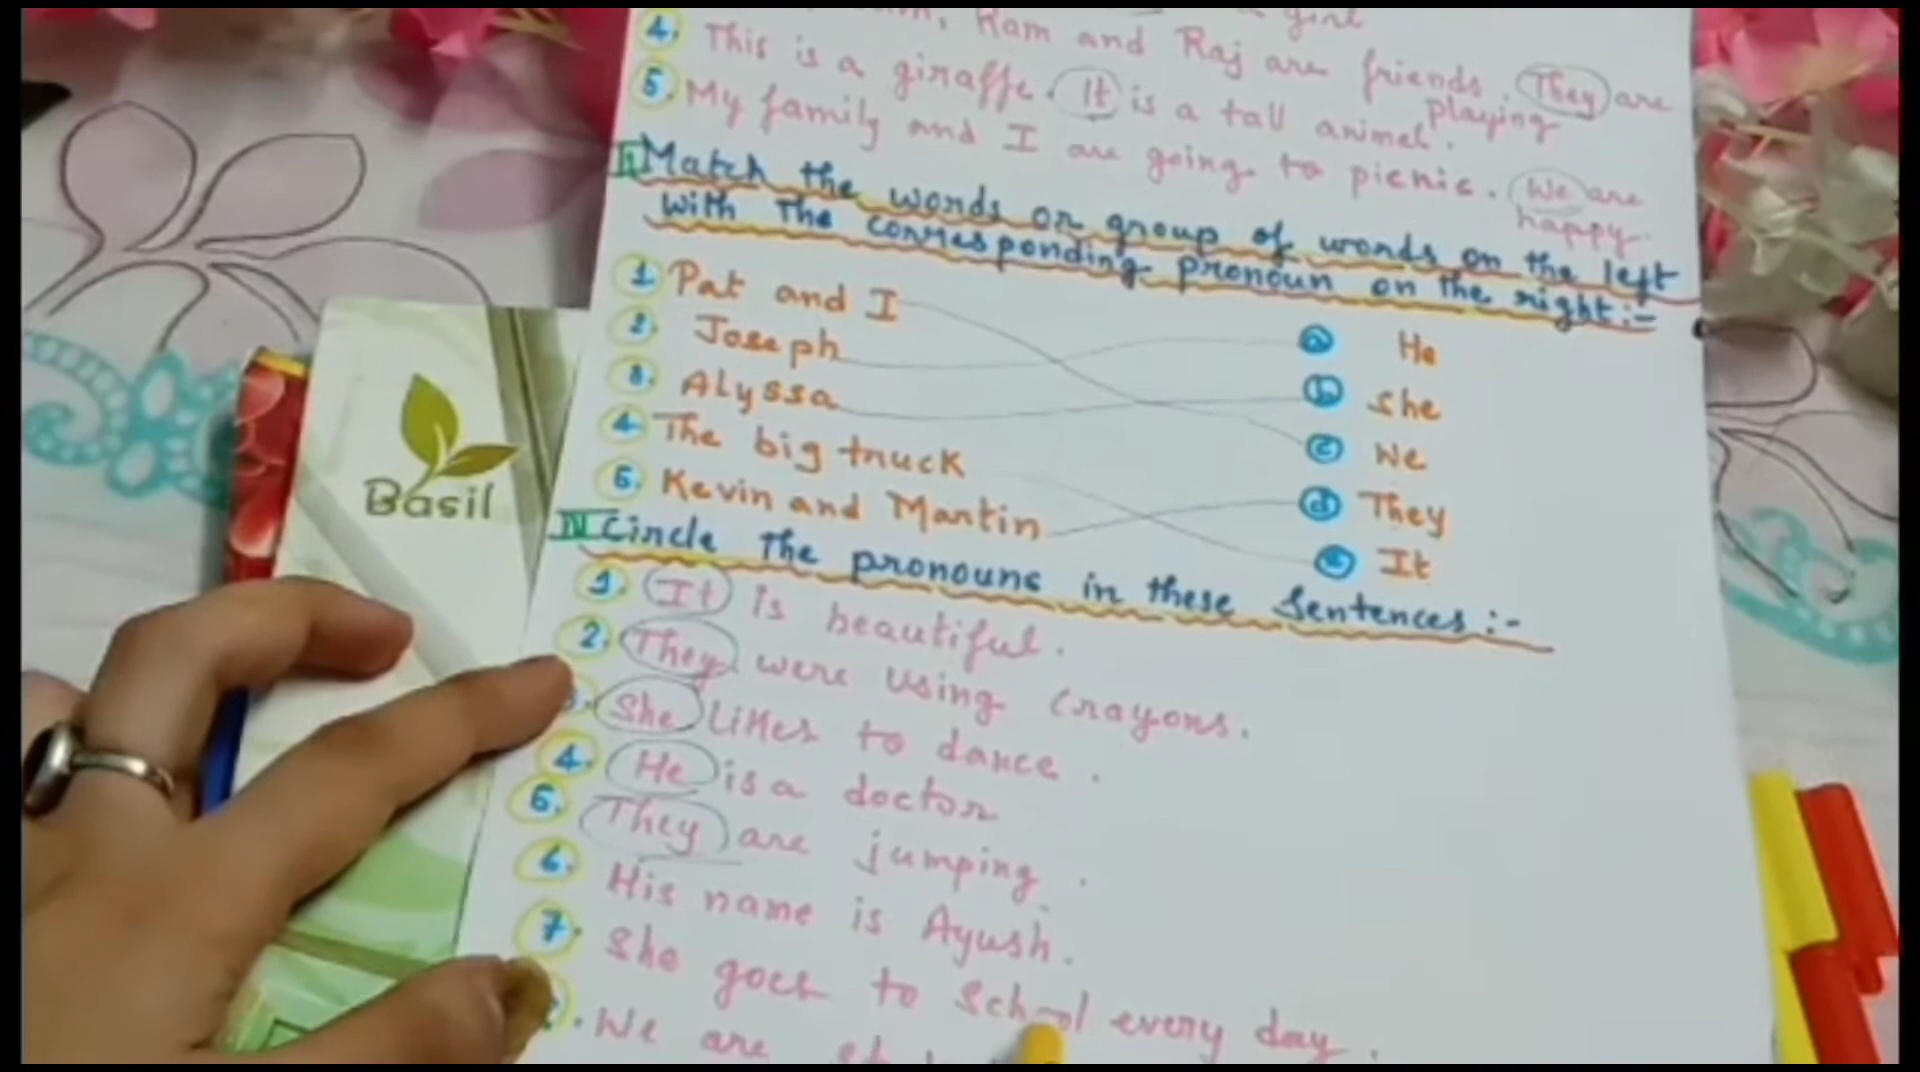 Ram and Raj are friends. They are
playing
4. This is a giraffe. It is a tall animal.
5. My family and I are going to picnic. We are
happy.
Match the words or group of words on the left
with the corresponding pronoun on the right:-
1. Pat and I a He
2. Joseph b She
3. Alyssa c We
4. The big truck d They
5. Kevin and Martin e It
IV Circle the pronouns in these Sentences:-
1. It is beautiful.
2. They were using crayons.
3. She likes to dance.
4. He is a doctor
5. They are jumping.
6. His name is Ayush.
7. She goes to School every day.
We are
Basil